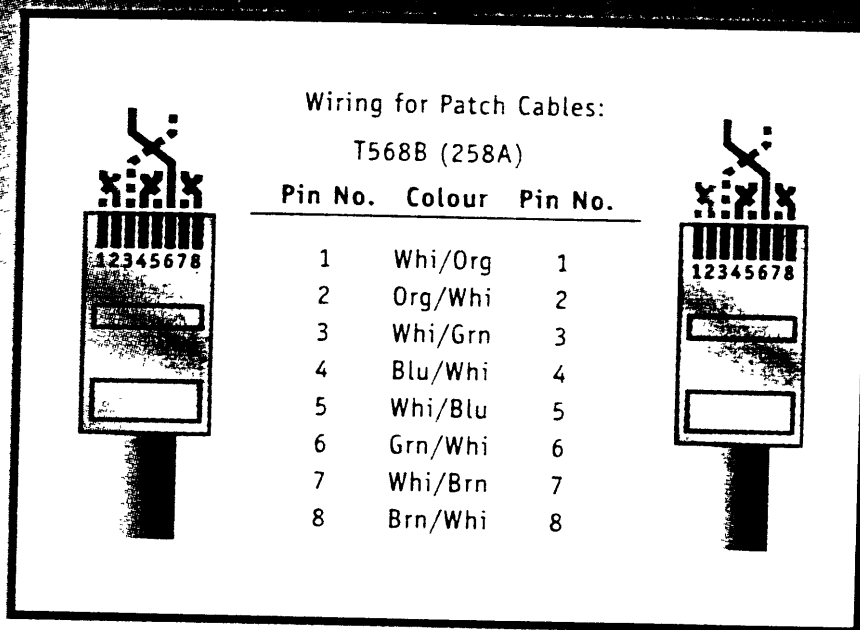 Wiring for Patch Cables:
T568B (258A)
Pin No. Colour Pin No.
1 Whi/Org 1
2 Org/Whi 2
3 Whi/Grn 3
4 Blu/Whi 4
5 Whi/Blu 5
6 Grn/Whi 6
7 Whi/Brn 7
8 Brn/Whi 8
12345678
12345678